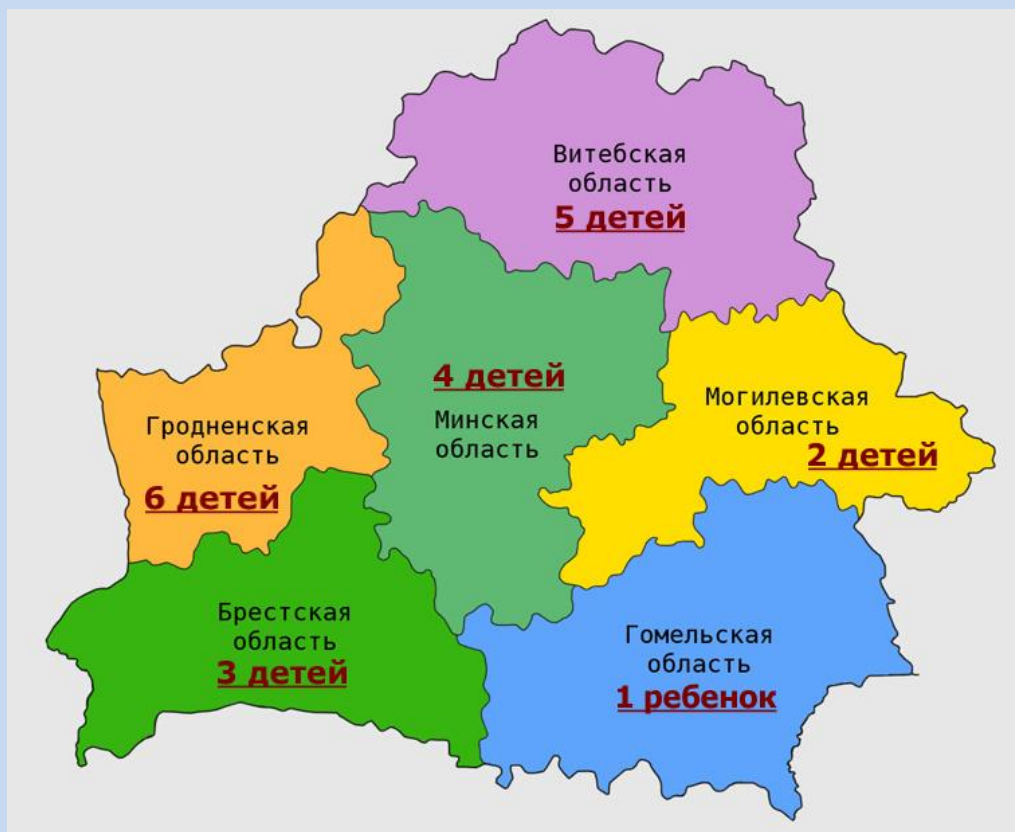 Витебская
область
5 детей
4 детей
Минская
область
Могилевская
область
2 детей
Гродненская
область
6 детей
Брестская
область
3 детей
Гомельская
область
1 ребенок